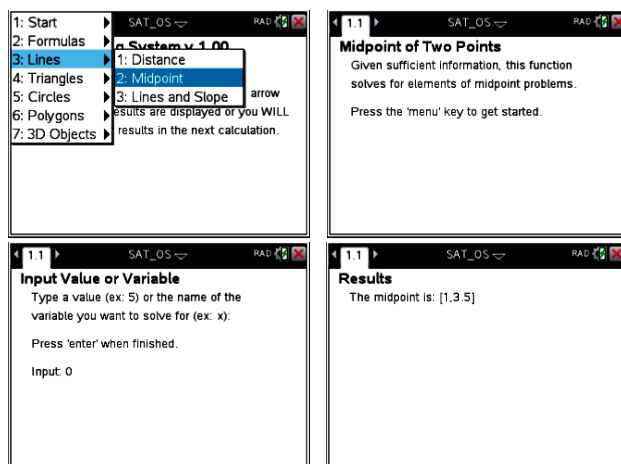 1: Start
2: Formulas
3: Lines
4: Triangles
5: Circles
6: Polygons
7: 3D Objects
SAT_OS
RAD
g System v 1.00
1: Distance
2: Midpoint
3: Lines and Slope
arrow
results are displayed or you WILL
results in the next calculation.
1.1
SAT_OS
RAD
Midpoint of Two Points
Given sufficient information, this function
solves for elements of midpoint problems.
Press the 'menu' key to get started.
1.1
SAT_OS
RAD
Input Value or Variable
Type a value (ex: 5) or the name of the
variable you want to solve for (ex: x):
Press 'enter' when finished.
Input: 0
1.1
SAT_OS
RAD
Results
The midpoint is: [1,3.5]